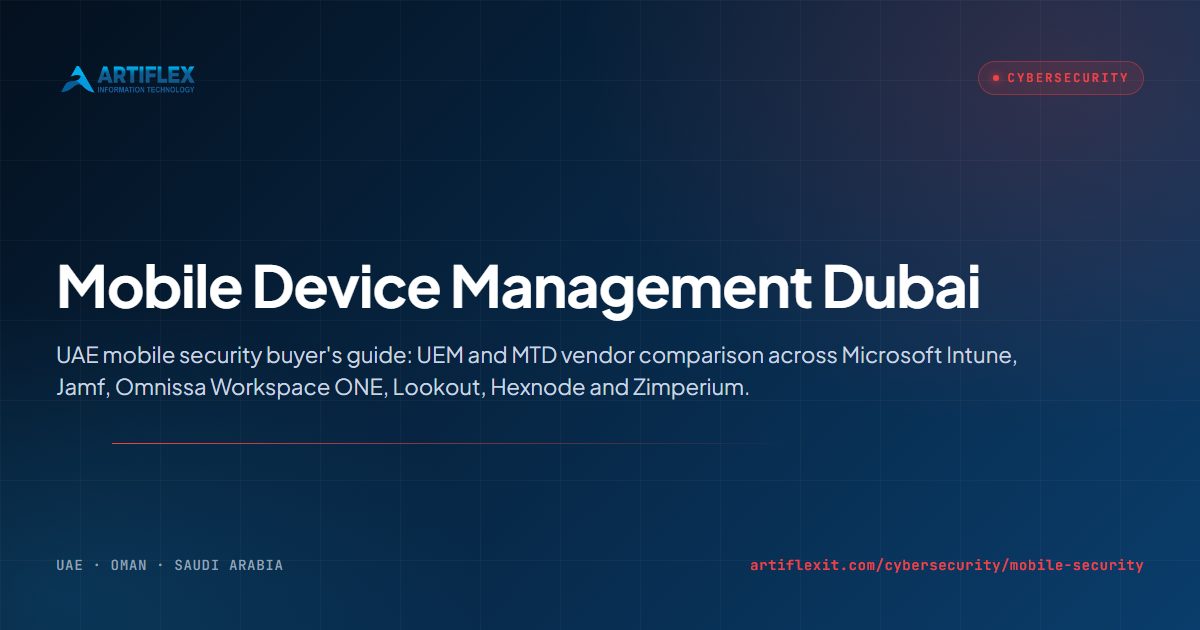 ARTIFLEX
INFORMATION TECHNOLOGY
CYBERSECURITY
Mobile Device Management Dubai
UAE mobile security buyer's guide: UEM and MTD vendor comparison across Microsoft Intune,
Jamf, Omnissa Workspace ONE, Lookout, Hexnode and Zimperium.
UAE · OMAN · SAUDI ARABIA
artiflexit.com/cybersecurity/mobile-security